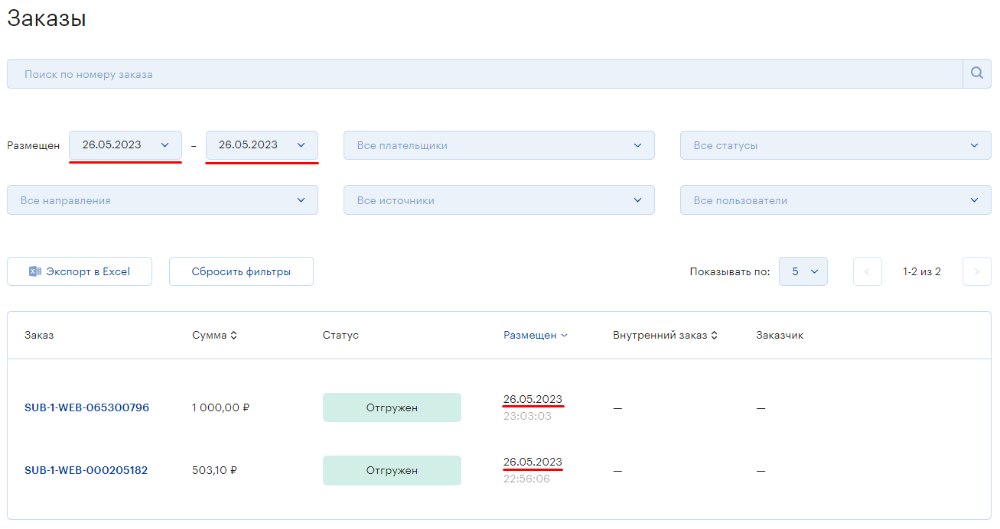 Заказы
Поиск по номеру заказа
Размещен 26.05.2023 – 26.05.2023 Все плательщики Все статусы
Все направления Все источники Все пользователи
Экспорт в Excel Сбросить фильтры Показывать по: 5 1-2 из 2
Заказ Сумма Статус Размещен Внутренний заказ Заказчик
SUB-1-WEB-065300796 1 000,00 ₽ Отгружен 26.05.2023 — —
23:03:03
SUB-1-WEB-000205182 503,10 ₽ Отгружен 26.05.2023 — —
22:56:06